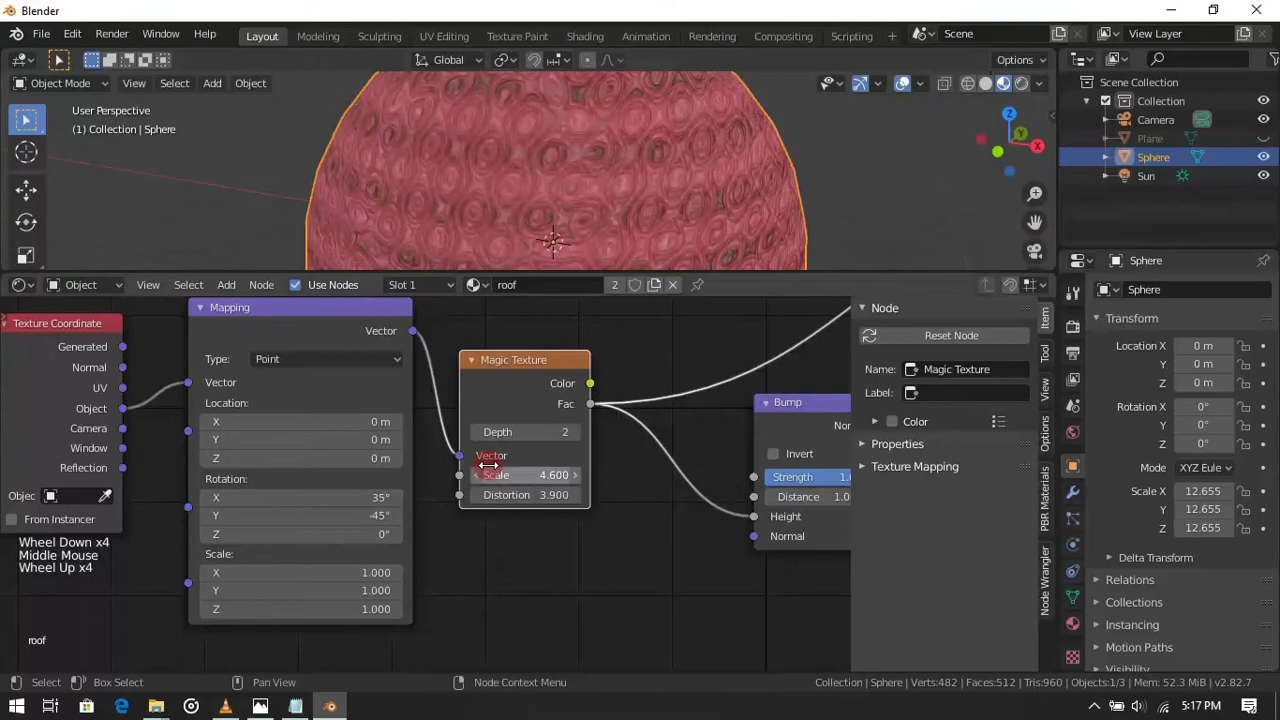 Blender
File Edit Render Window Help Layout Modeling Sculpting UV Editing Texture Paint Shading Animation Rendering Compositing Scripting + Scene View Layer
Global Options
Object Mode View Select Add Object
User Perspective
(1) Collection | Sphere
Z
Y
X
Scene Collection
Collection
Camera
Plane
Sphere
Sun
Object View Select Add Node Use Nodes Slot 1 roof 2
Texture Coordinate
Generated
Normal
UV
Object
Camera
Window
Reflection
Objec
From Instancer
Wheel Down x4
Middle Mouse
Wheel Up x4
roof
Mapping
Vector
Type: Point
Vector
Location:
X 0 m
Y 0 m
Z 0 m
Rotation:
X 35°
Y -45°
Z 0°
Scale:
X 1.000
Y 1.000
Z 1.000
Magic Texture
Color
Fac
Depth 2
Vector
Scale 4.600
Distortion 3.900
Bump
No
Invert
Strength 1.
Distance 1.0
Height
Normal
Node
Reset Node
Name: Magic Texture
Label:
Color
Properties
Texture Mapping
Item
Tool
View
Options
PBR Materials
Node Wrangler
Sphere
Sphere
Transform
Location X 0 m
Y 0 m
Z 0 m
Rotation X 0°
Y 0°
Z 0°
Mode XYZ Eule
Scale X 12.655
Y 12.655
Z 12.655
Delta Transform
Relations
Collections
Instancing
Motion Paths
Visibility
Select Box Select Pan View Node Context Menu Collection | Sphere | Verts:482 | Faces:512 | Tris:960 | Objects:1/3 | Mem: 52.3 MiB | v2.82.7
5:17 PM